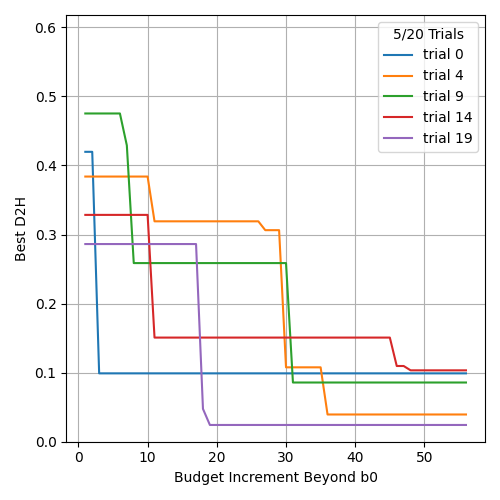 5/20 Trials
trial 0
trial 4
trial 9
trial 14
trial 19
Best D2H
0.6
0.5
0.4
0.3
0.2
0.1
0.0
0 10 20 30 40 50
Budget Increment Beyond b0